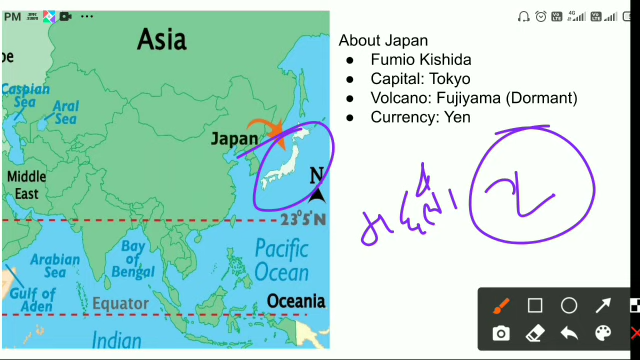 PM
Asia
pe
Caspian
Sea
Aral
Sea
Japan
Middle
East
N
23°5'N
Arabian
Sea
Bay
of
Bengal
Pacific
Ocean
Gulf of
Aden
Equator
Oceania
Indian
About Japan
● Fumio Kishida
● Capital: Tokyo
● Volcano: Fujiyama (Dormant)
● Currency: Yen